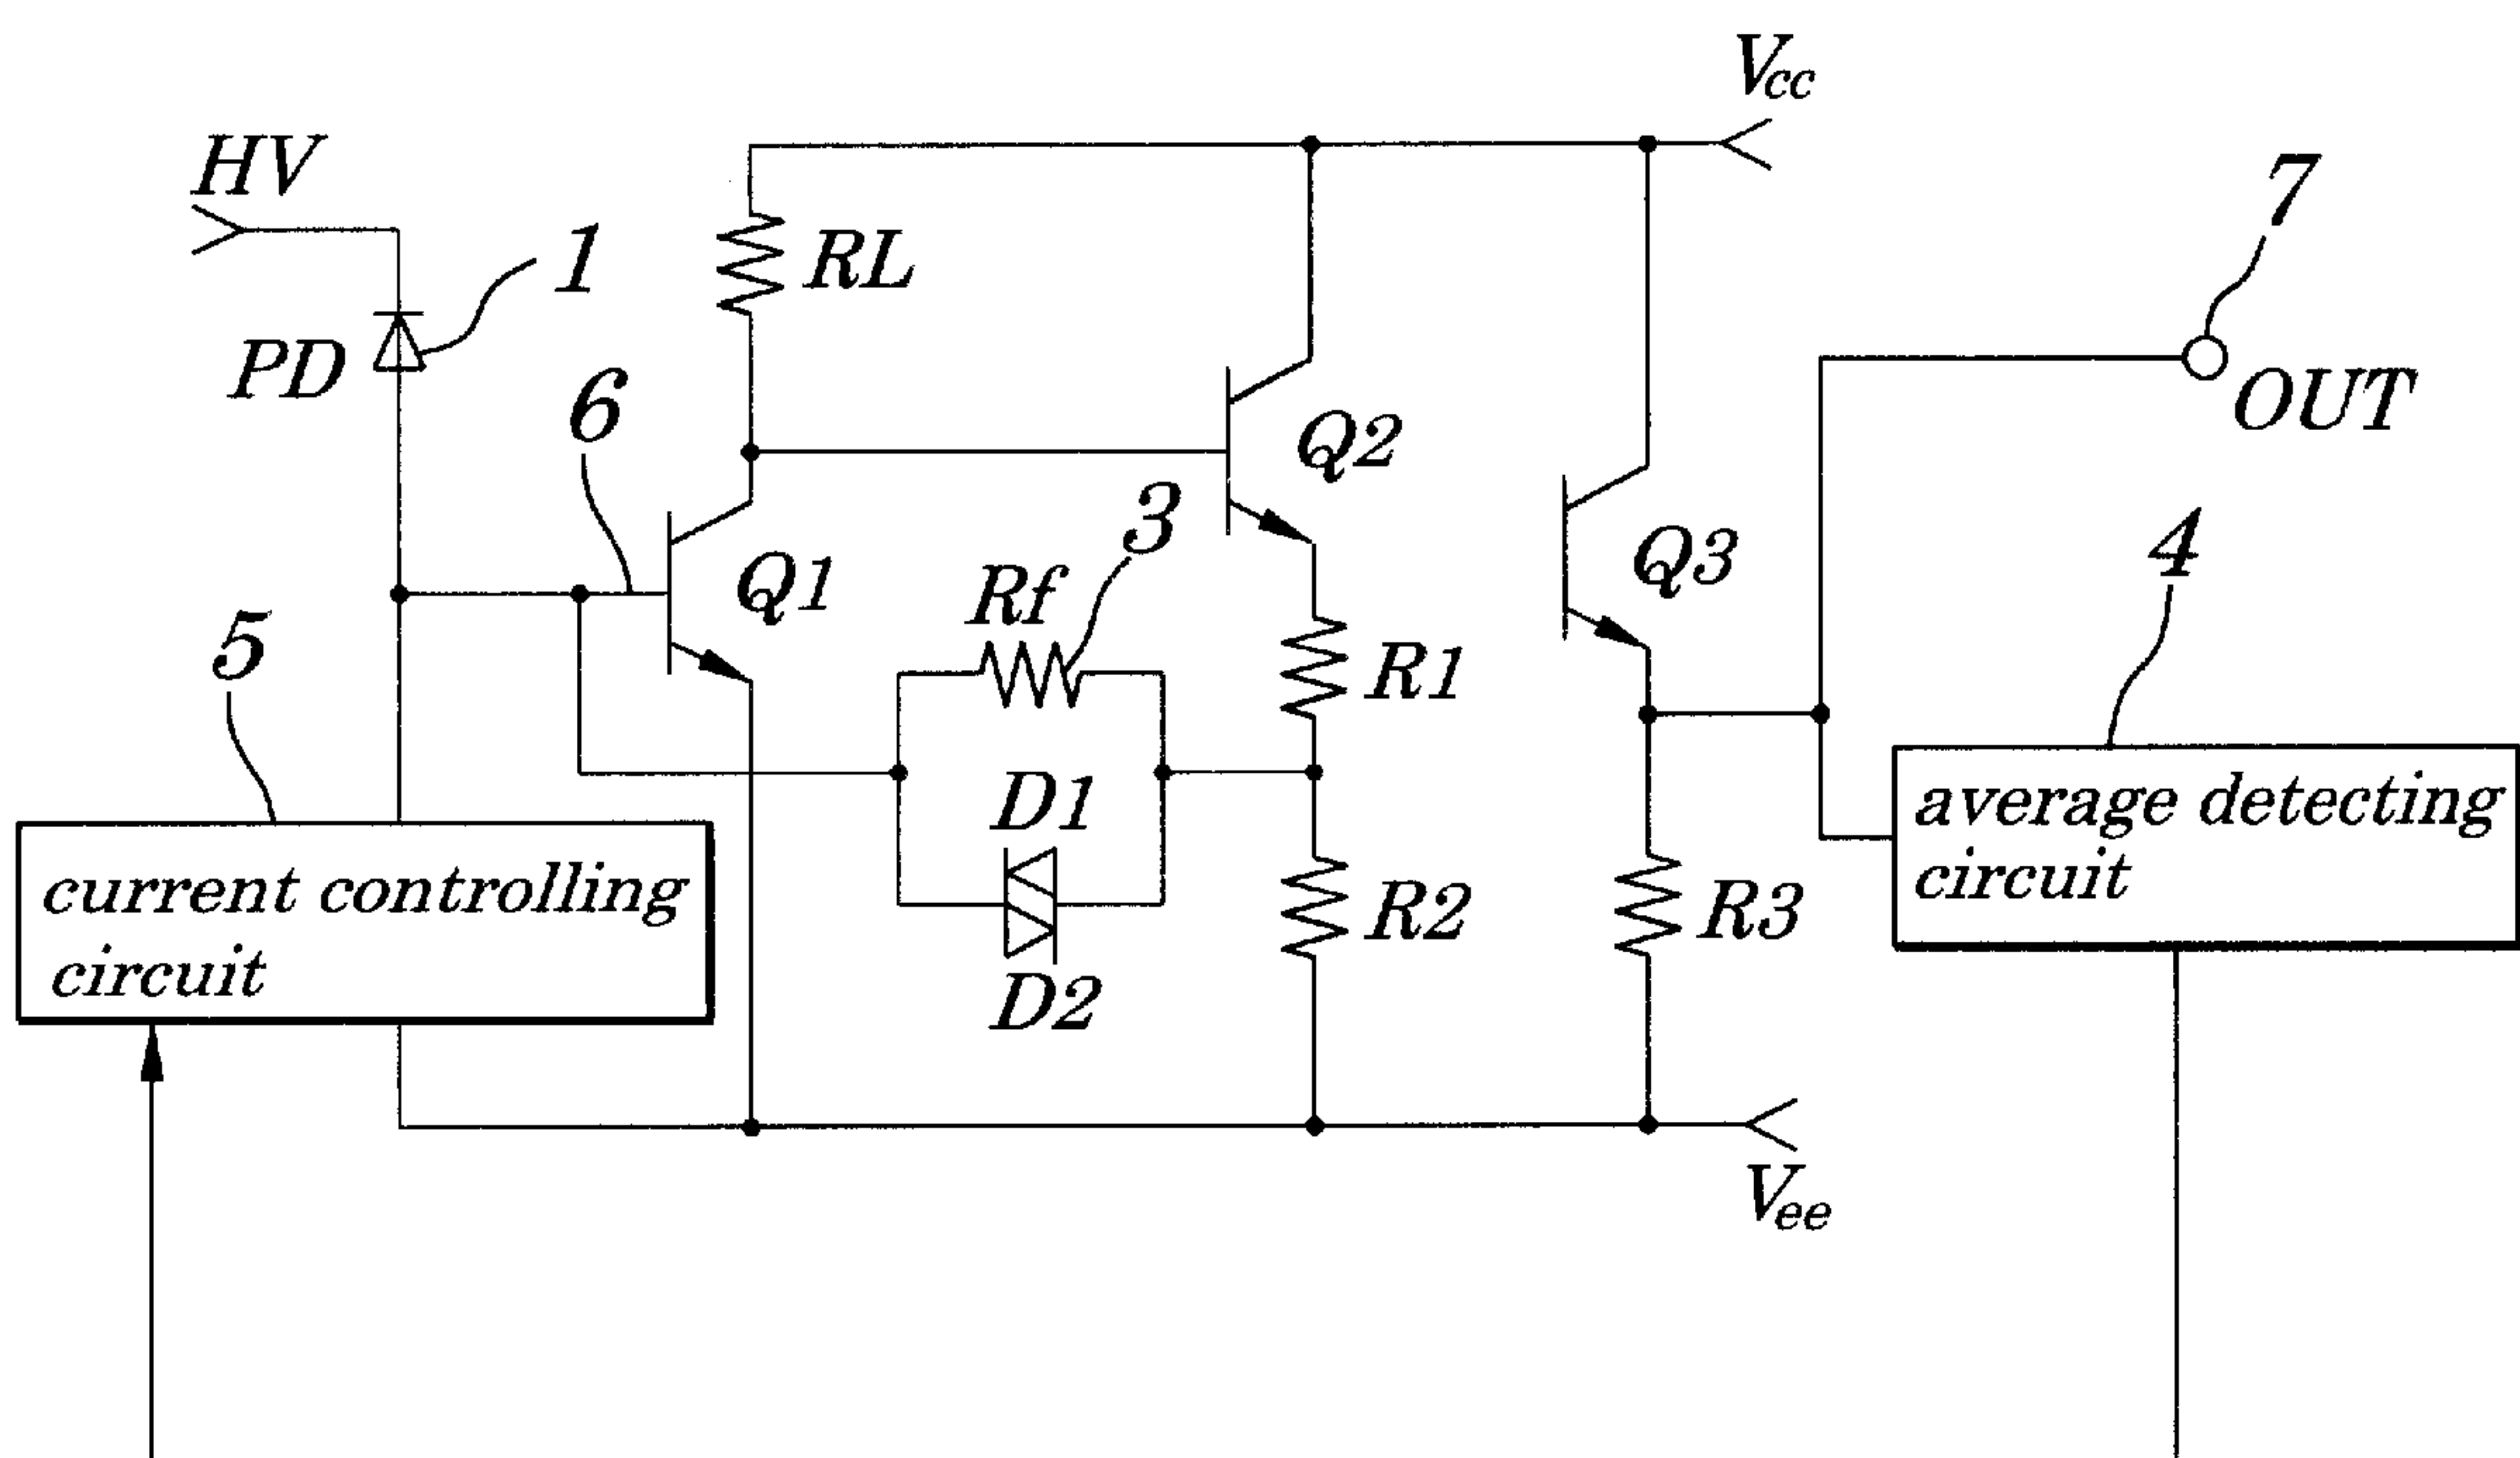 Vcc
HV
7
1
RL
PD
6
OUT
Q2
3
4
Q3
Q1
Rf
5
R1
D1
average detecting
circuit
current controlling
circuit
R2
R3
D2
Vee